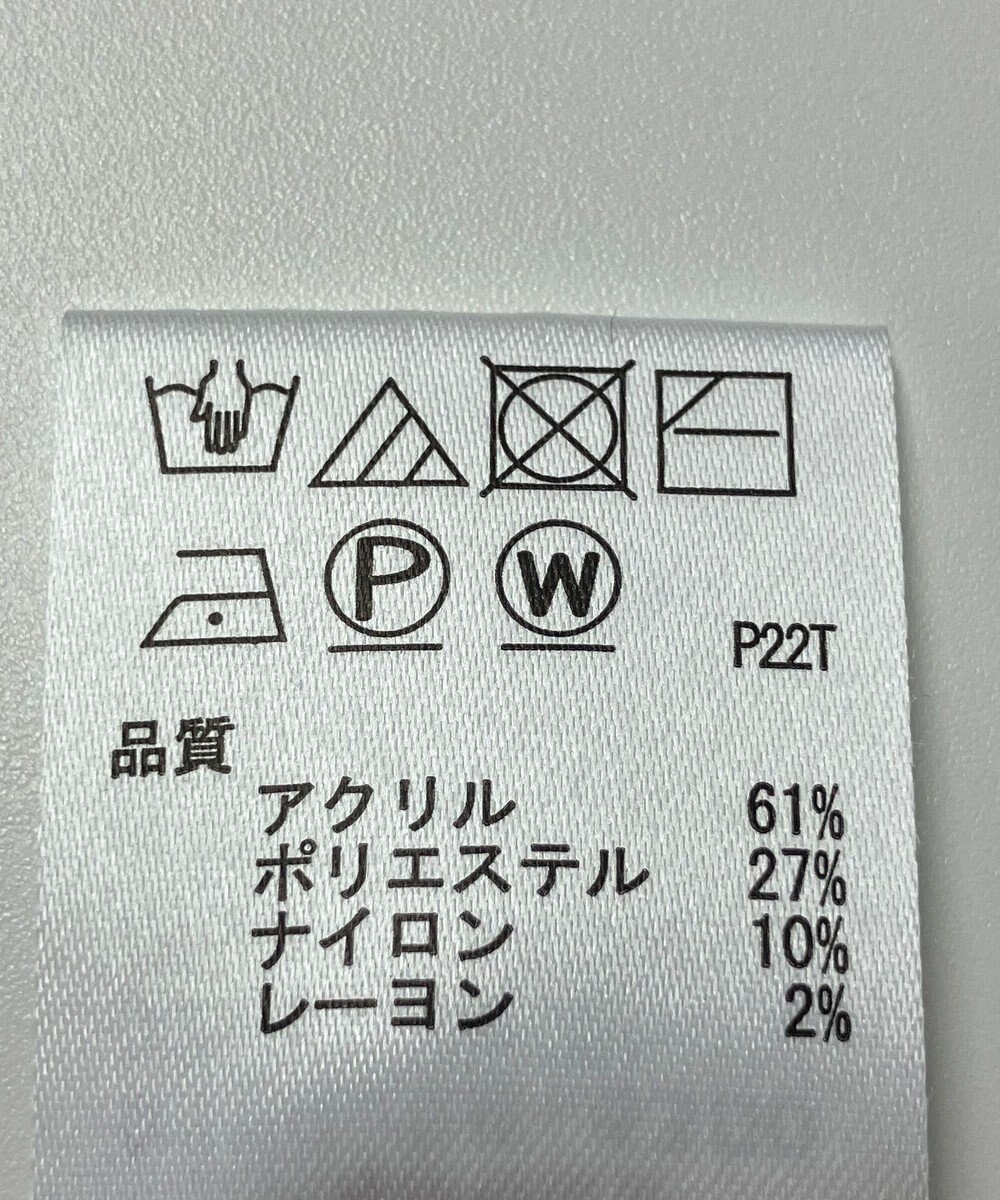 P W
P22T
品質
アクリル 61%
ポリエステル 27%
ナイロン 10%
レーヨン 2%